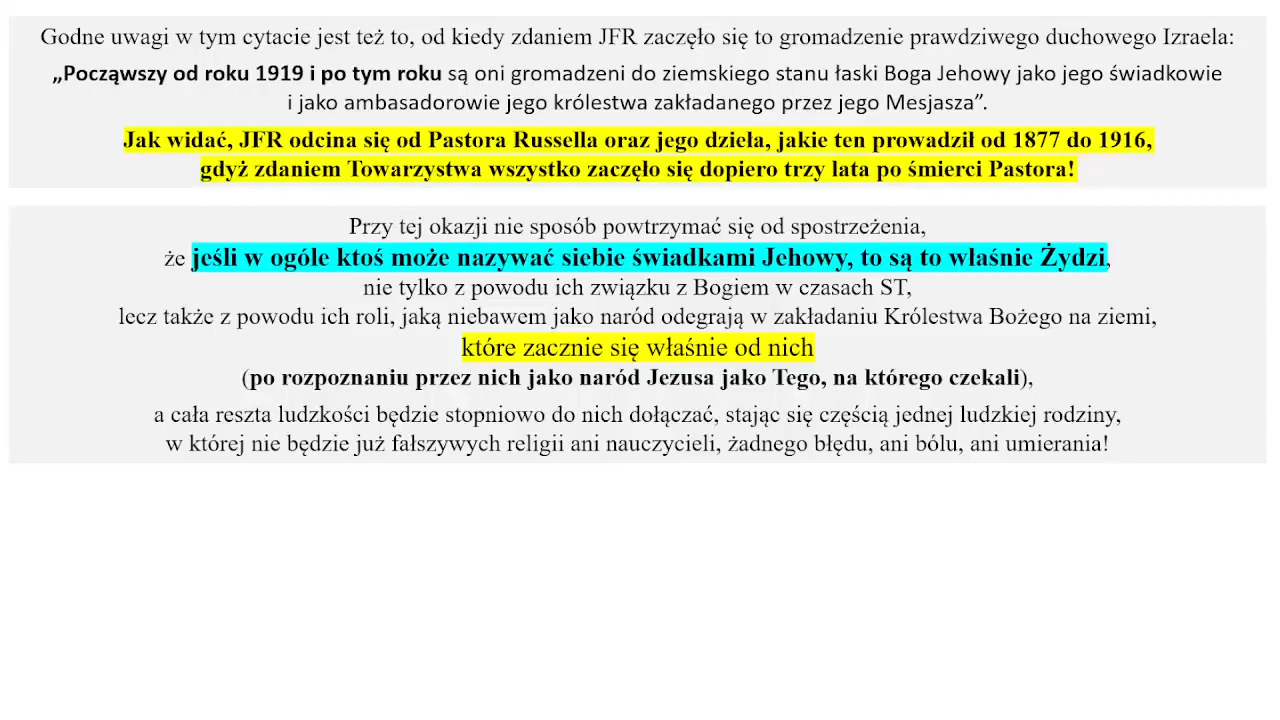 Godne uwagi w tym cytacie jest też to, od kiedy zdaniem JFR zaczęło się to gromadzenie prawdziwego duchowego Izraela:
„Począwszy od roku 1919 i po tym roku są oni gromadzeni do ziemskiego stanu łaski Boga Jehowy jako jego świadkowie
i jako ambasadorowie jego królestwa zakładanego przez jego Mesjasza”.
Jak widać, JFR odcina się od Pastora Russella oraz jego dzieła, jakie ten prowadził od 1877 do 1916,
gdyż zdaniem Towarzystwa wszystko zaczęło się dopiero trzy lata po śmierci Pastora!
Przy tej okazji nie sposób powtrzymać się od spostrzeżenia,
że jeśli w ogóle ktoś może nazywać siebie świadkami Jehowy, to są to właśnie Żydzi,
nie tylko z powodu ich związku z Bogiem w czasach ST,
lecz także z powodu ich roli, jaką niebawem jako naród odegrają w zakładaniu Królestwa Bożego na ziemi,
które zacznie się właśnie od nich
(po rozpoznaniu przez nich jako naród Jezusa jako Tego, na którego czekali),
a cała reszta ludzkości będzie stopniowo do nich dołączać, stając się częścią jednej ludzkiej rodziny,
w której nie będzie już fałszywych religii ani nauczycieli, żadnego błędu, ani bólu, ani umierania!